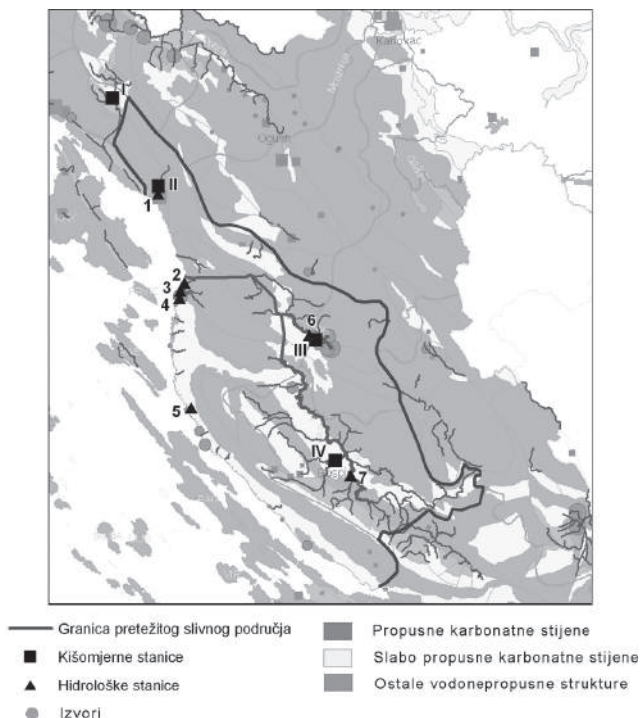 Karlovac
I
Ogulin
II
1
2
3
4
6
III
5
IV
7
Granica pretežitog slivnog područja
Kišomjerne stanice
Hidrološke stanice
Izvori
Propusne karbonatne stijene
Slabo propusne karbonatne stijene
Ostale vodonepropusne strukture